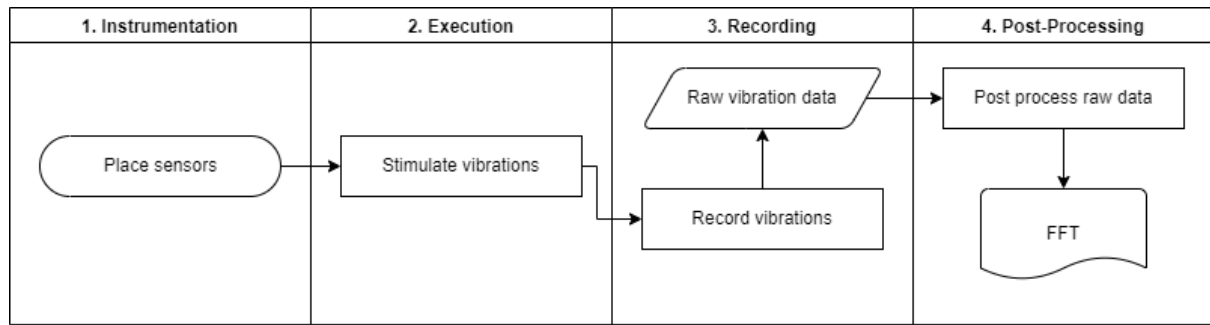 1. Instrumentation
2. Execution
3. Recording
4. Post-Processing
Place sensors
Stimulate vibrations
Raw vibration data
Record vibrations
Post process raw data
FFT